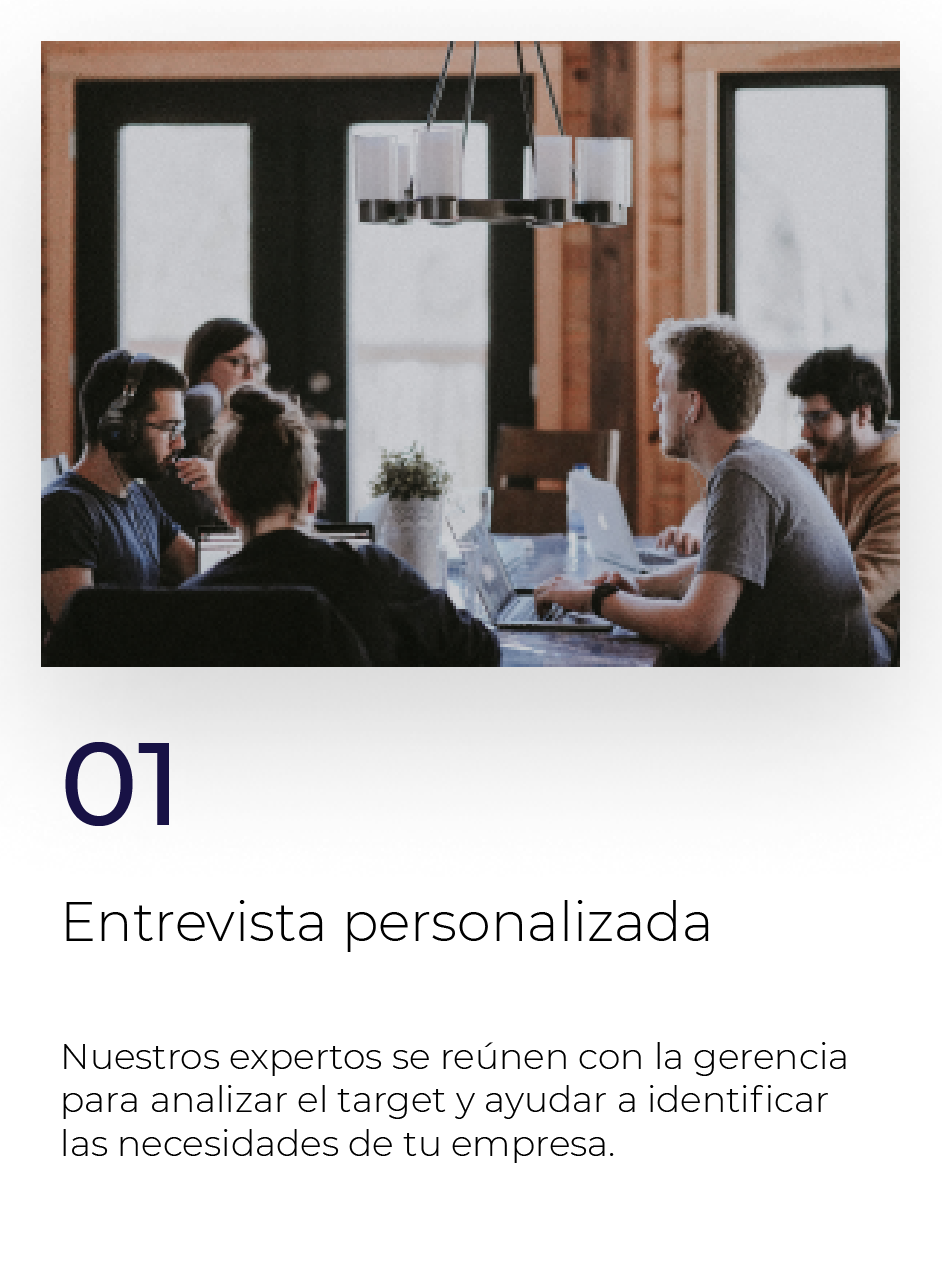 01
Entrevista personalizada
Nuestros expertos se reúnen con la gerencia
para analizar el target y ayudar a identificar
las necesidades de tu empresa.